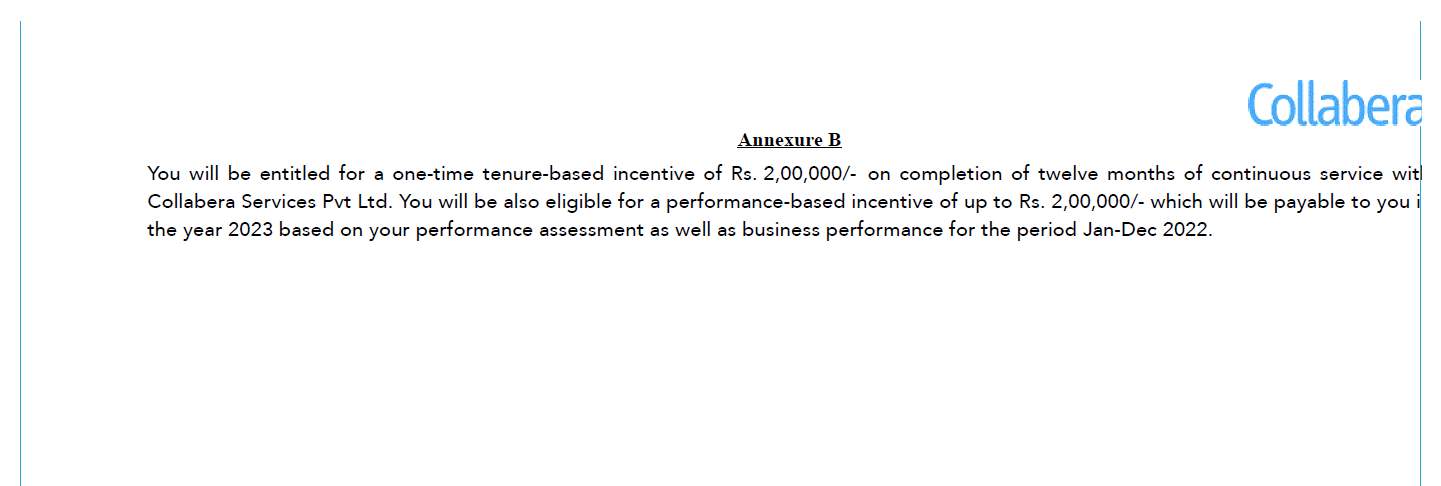 Collabera
Annexure B
You will be entitled for a one-time tenure-based incentive of Rs. 2,00,000/- on completion of twelve months of continuous service
Collabera Services Pvt Ltd. You will be also eligible for a performance-based incentive of up to Rs. 2,00,000/- which will be payable to you
the year 2023 based on your performance assessment as well as business performance for the period Jan-Dec 2022.